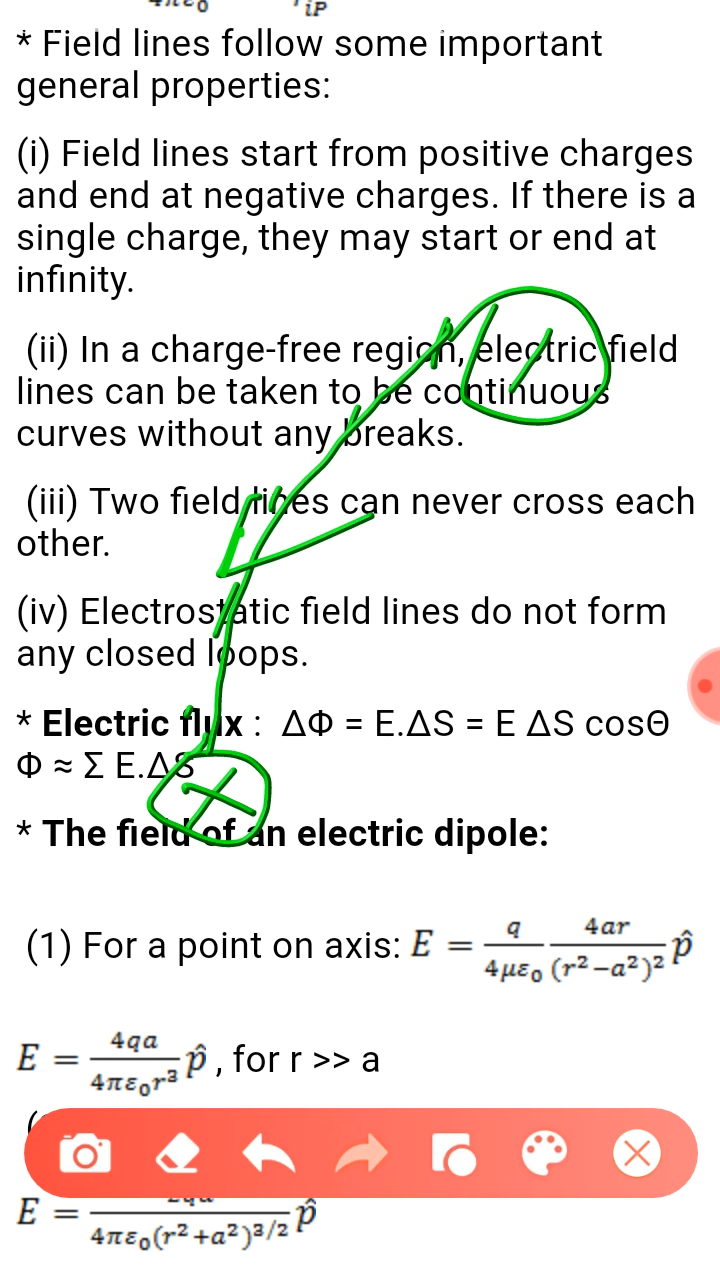 * Field lines follow some important
general properties:
(i) Field lines start from positive charges
and end at negative charges. If there is a
single charge, they may start or end at
infinity.
(ii) In a charge-free region, electric field
lines can be taken to be continuous
curves without any breaks.
(iii) Two field lines can never cross each
other.
(iv) Electrostatic field lines do not form
any closed loops.
* Electric flux : ΔΦ = E.ΔS = E ΔS cosΘ
Φ ≈ Σ E.ΔS
* The field of an electric dipole:
(1) For a point on axis: E = q/4με₀ 4ar/(r²−a²)² p̂
E = 4qa/4πε₀r³ p̂ , for r >> a
E = /4πε₀(r²+a²)³/² p̂